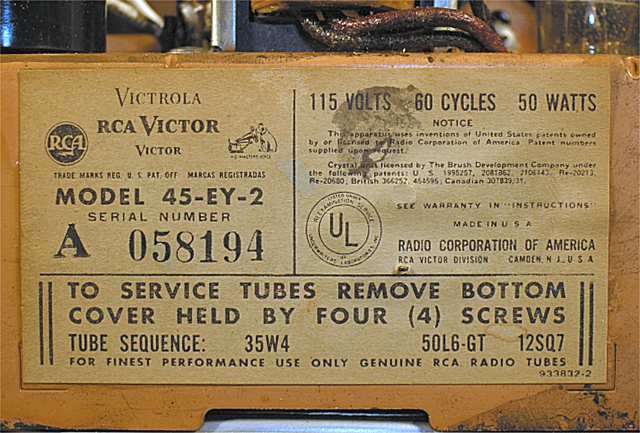 VICTROLA
RCA
RCA VICTOR
"HIS MASTER'S VOICE"
VICTOR
TRADE MARKS REG. U. S. PAT. OFF MARCAS REGISTRADAS
MODEL 45-EY-2
SERIAL NUMBER
A 058194
115 VOLTS 60 CYCLES 50 WATTS
NOTICE
This apparatus uses inventions of United States patents owned
by or licensed to Radio Corporation of America Patent numbers
supplied upon request.
Crystal unit licensed by The Brush Development Company under
the following patents: U. S. 1995257, 2081862, 2106143, Re-20213,
Re-20680, British 366257, 454595, Canadian 307839/31.
REEXAMINATION SERVICE
UL
UNDERWRITERS' LABORATORIES, INC.
SEE WARRANTY IN "INSTRUCTIONS"
MADE IN U S A
RADIO CORPORATION OF AMERICA
RCA VICTOR DIVISION CAMDEN, N. J., U. S. A
TO SERVICE TUBES REMOVE BOTTOM
COVER HELD BY FOUR (4) SCREWS
TUBE SEQUENCE: 35W4 50L6-GT 12SQ7
FOR FINEST PERFORMANCE USE ONLY GENUINE RCA RADIO TUBES
933832-2